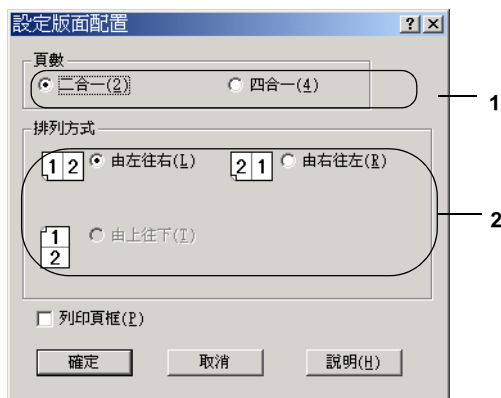 設定版面配置
頁數
二合一(2) 四合一(4)
1
排列方式
1 2 由左往右(L) 2 1 由右往左(R)
2
1 由上往下(T)
2
列印頁框(P)
確定 取消 說明(H)